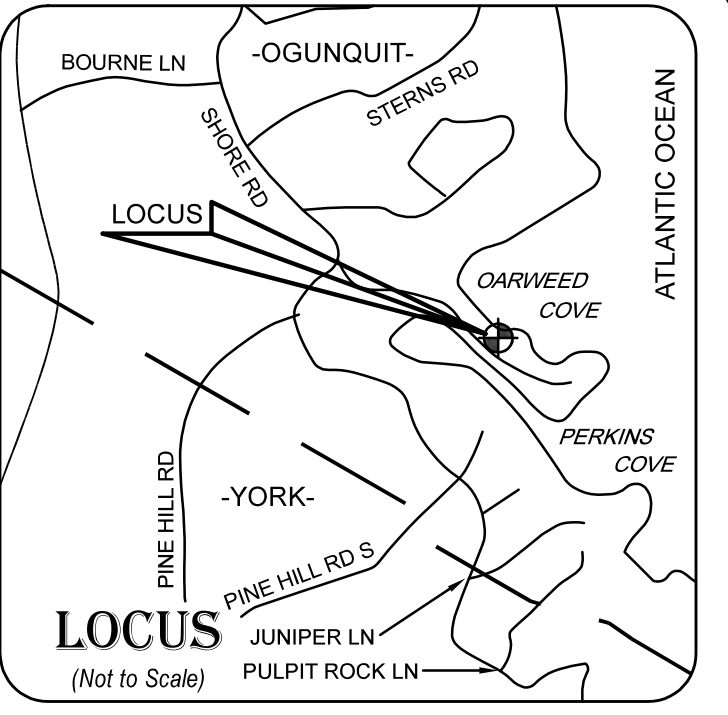 -OGUNQUIT-
BOURNE LN
STERNS RD
SHORE RD
ATLANTIC OCEAN
LOCUS
OARWEED
COVE
PERKINS
COVE
PINE HILL RD
-YORK-
PINE HILL RD S
LOCUS
(Not to Scale)
JUNIPER LN
PULPIT ROCK LN